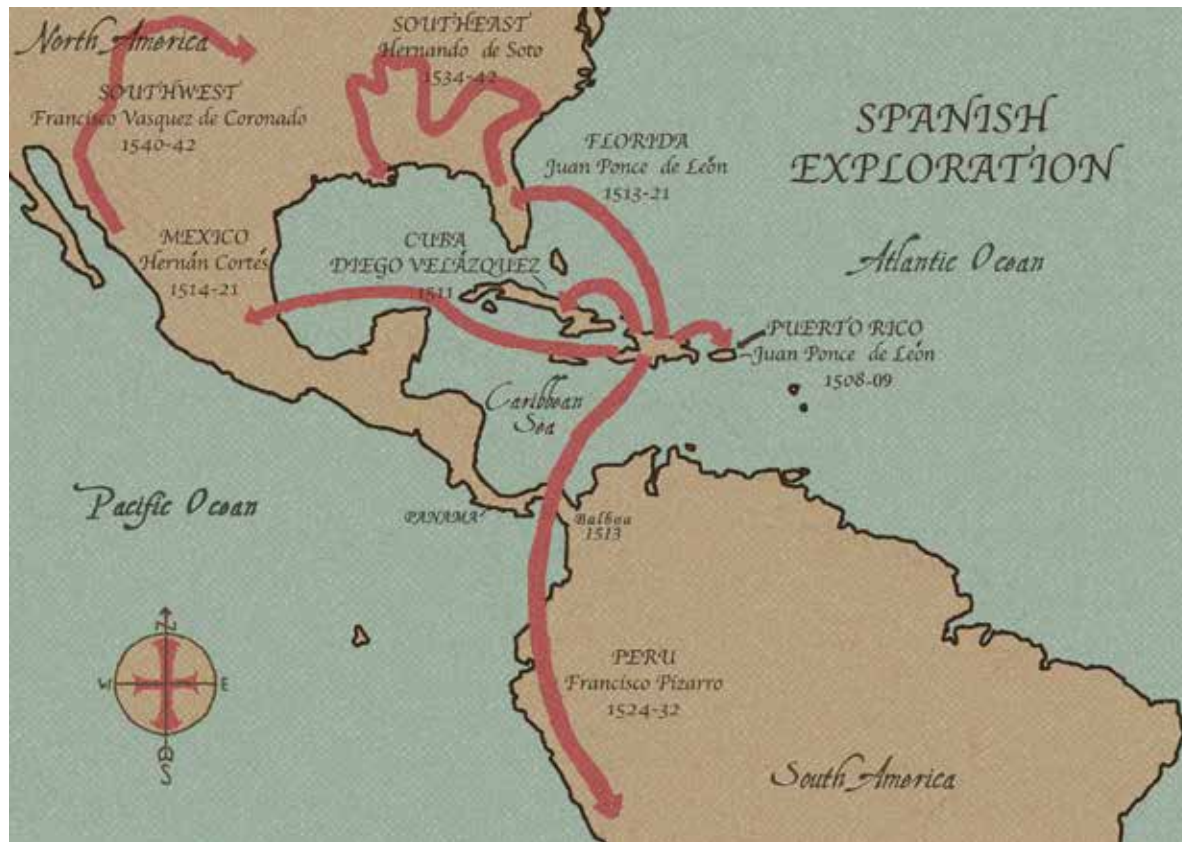 North America
SOUTHEAST
Hernando de Soto
1534-42
SOUTHWEST
Francisco Vasquez de Coronado
1540-42
SPANISH
EXPLORATION
FLORIDA
Juan Ponce de León
1513-21
MEXICO
Hernán Cortés
1514-21
CUBA
DIEGO VELÁZQUEZ
1511
Atlantic Ocean
PUERTO RICO
Juan Ponce de León
1508-09
Caribbean
Sea
Pacific Ocean
PANAMA
Balboa
1513
N
W
E
S
PERU
Francisco Pizarro
1524-32
South America